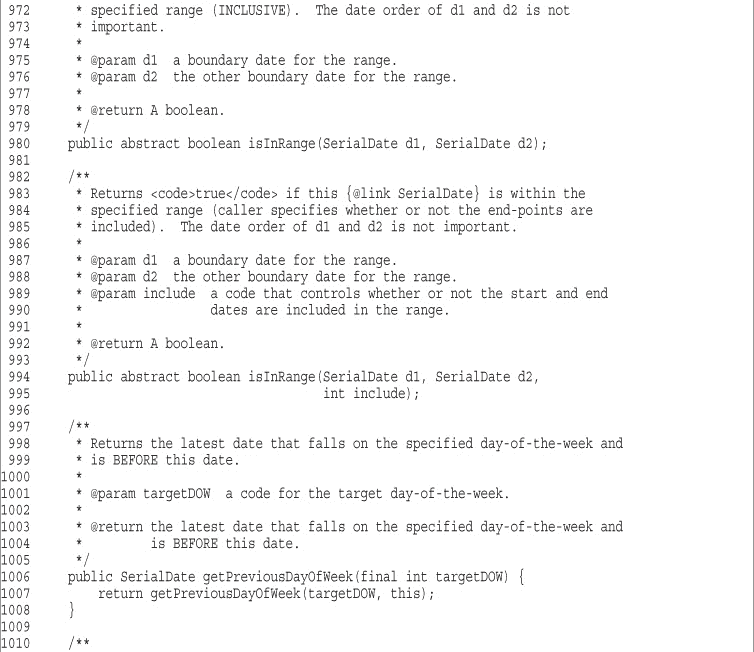 972      * specified range (INCLUSIVE).  The date order of d1 and d2 is not
973      * important.
974      *
975      * @param d1  a boundary date for the range.
976      * @param d2  the other boundary date for the range.
977      *
978      * @return A boolean.
979      */
980     public abstract boolean isInRange(SerialDate d1, SerialDate d2);
981
982     /**
983      * Returns <code>true</code> if this {@link SerialDate} is within the
984      * specified range (caller specifies whether or not the end-points are
985      * included).  The date order of d1 and d2 is not important.
986      *
987      * @param d1  a boundary date for the range.
988      * @param d2  the other boundary date for the range.
989      * @param include  a code that controls whether or not the start and end
990      *                 dates are included in the range.
991      *
992      * @return A boolean.
993      */
994     public abstract boolean isInRange(SerialDate d1, SerialDate d2,
995                                       int include);
996
997     /**
998      * Returns the latest date that falls on the specified day-of-the-week and
999      * is BEFORE this date.
1000      *
1001      * @param targetDOW  a code for the target day-of-the-week.
1002      *
1003      * @return the latest date that falls on the specified day-of-the-week and
1004      *         is BEFORE this date.
1005      */
1006     public SerialDate getPreviousDayOfWeek(final int targetDOW) {
1007         return getPreviousDayOfWeek(targetDOW, this);
1008     }
1009
1010     /**